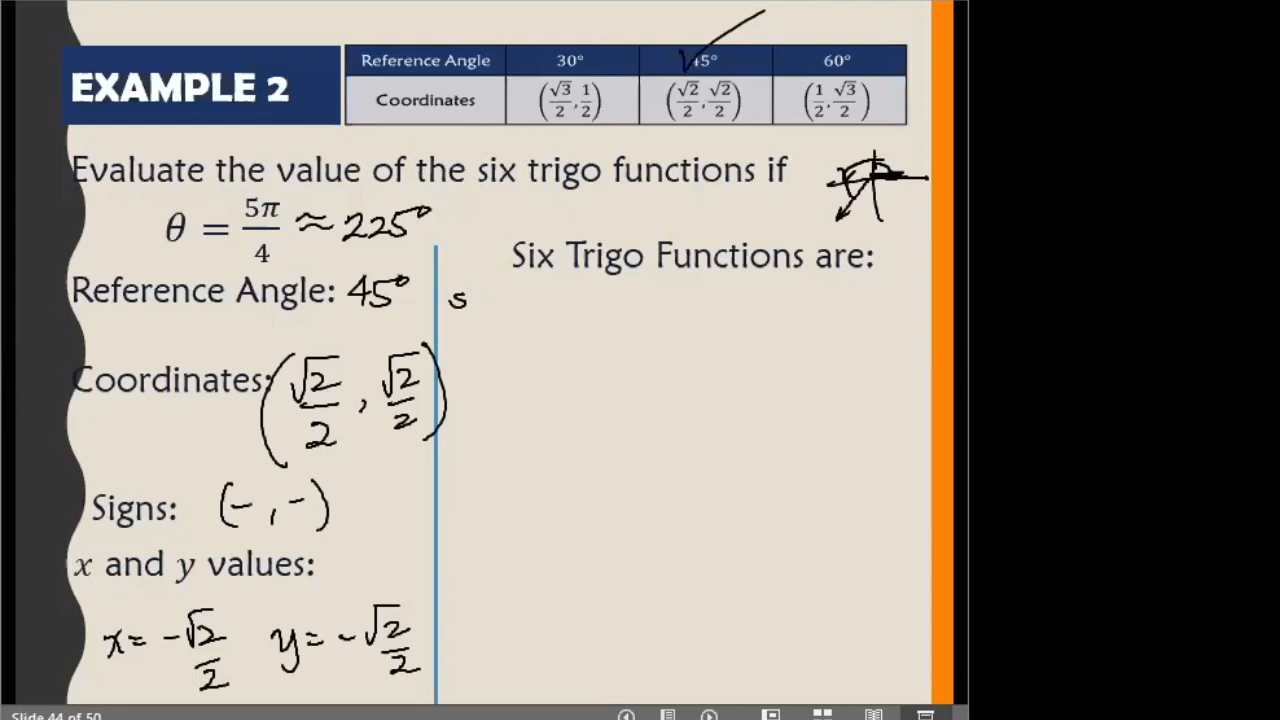 EXAMPLE 2
Reference Angle 30° 45° 60°
Coordinates (√3/2, 1/2) (√2/2, √2/2) (1/2, √3/2)
Evaluate the value of the six trigo functions if
θ = 5π/4 ≈ 225°
Six Trigo Functions are:
Reference Angle: 45°
s
Coordinates: (√2/2, √2/2)
Signs: (-, -)
x and y values:
x = -√2/2 y = -√2/2
Slide 44 of 50